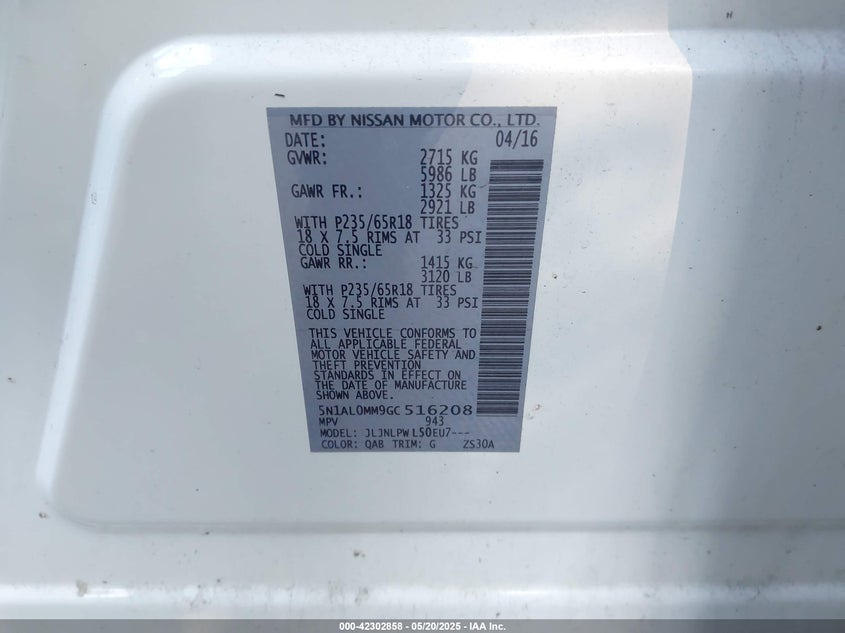 MFD BY NISSAN MOTOR CO., LTD.
DATE: 04/16
GVWR: 2715 KG
5986 LB
GAWR FR.: 1325 KG
2921 LB
WITH P235/65R18 TIRES
18 X 7.5 RIMS AT 33 PSI
COLD SINGLE
GAWR RR.: 1415 KG
3120 LB
WITH P235/65R18 TIRES
18 X 7.5 RIMS AT 33 PSI
COLD SINGLE
THIS VEHICLE CONFORMS TO
ALL APPLICABLE FEDERAL
MOTOR VEHICLE SAFETY AND
THEFT PREVENTION
STANDARDS IN EFFECT ON
THE DATE OF MANUFACTURE
SHOWN ABOVE.
5N1AL0MM9GC516208
MPV 943
MODEL: JLJNLPW L50EU7---
COLOR: QAB TRIM: G ZS30A
000-42302858 - 05/20/2025 - IAA Inc.